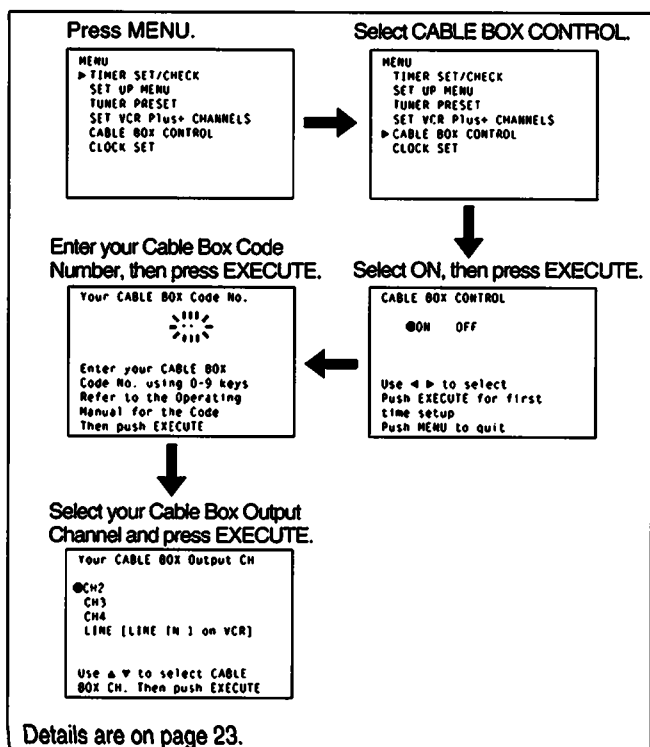 Press MENU.
MENU
▶ TIMER SET/CHECK
SET UP MENU
TUNER PRESET
SET VCR Plus+ CHANNELS
CABLE BOX CONTROL
CLOCK SET
Select CABLE BOX CONTROL.
MENU
TIMER SET/CHECK
SET UP MENU
TUNER PRESET
SET VCR Plus+ CHANNELS
▶ CABLE BOX CONTROL
CLOCK SET
Select ON, then press EXECUTE.
CABLE BOX CONTROL
●ON OFF
Use ◀ ▶ to select
Push EXECUTE for first
time setup
Push MENU to quit
Enter your Cable Box Code
Number, then press EXECUTE.
Your CABLE BOX Code No.
--
Enter your CABLE BOX
Code No. using 0-9 keys
Refer to the Operating
Manual for the Code
Then push EXECUTE
Select your Cable Box Output
Channel and press EXECUTE.
Your CABLE BOX Output CH
●CH2
CH3
CH4
LINE [LINE IN 1 on VCR]
Use ▲ ▼ to select CABLE
BOX CH. Then push EXECUTE
Details are on page 23.